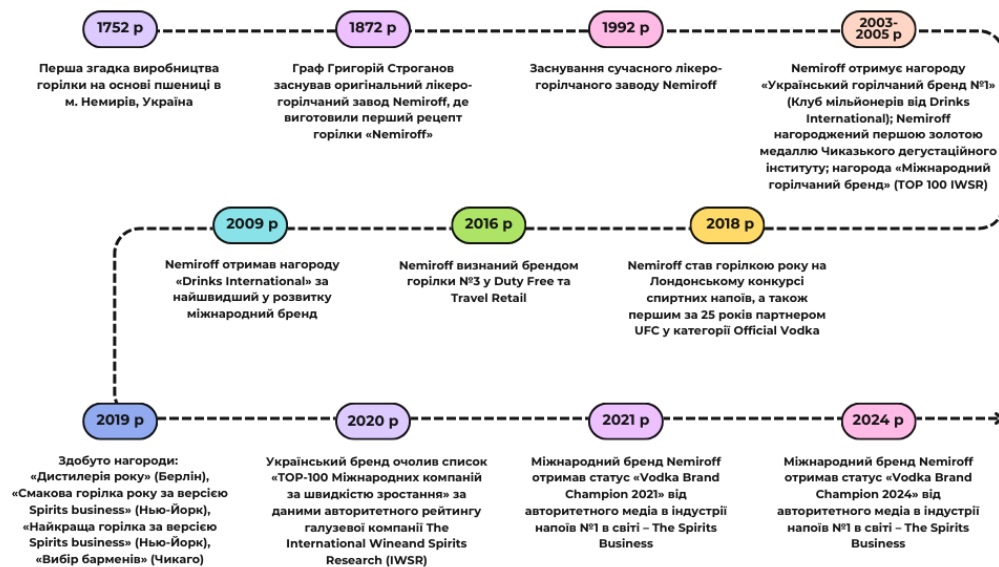 1752 р
Перша згадка виробництва
горілки на основі пшениці в
м. Немирів, Україна
1872 р
Граф Григорій Строганов
заснував оригінальний лікеро-
горілчаний завод Nemiroff, де
виготовили перший рецепт
горілки «Nemiroff»
1992 р
Заснування сучасного лікеро-
горілчаного заводу Nemiroff
2003-
2005 р
Nemiroff отримує нагороду
«Український горілчаний бренд №1»
(Клуб мільйонерів від Drinks
International); Nemiroff
нагороджений першою золотою
медаллю Чиказького дегустаційного
інституту; нагорода «Міжнародний
горілчаний бренд» (TOP 100 IWSR)
2009 р
Nemiroff отримав нагороду
«Drinks International» за
найшвидший у розвитку
міжнародний бренд
2016 р
Nemiroff визнаний брендом
горілки №3 у Duty Free та
Travel Retail
2018 р
Nemiroff став горілкою року на
Лондонському конкурсі
спиртних напоїв, а також
першим за 25 років партнером
UFC у категорії Official Vodka
2019 р
Здобуто нагороди:
«Дистилерія року» (Берлін),
«Смакова горілка року за версією
Spirits business» (Нью-Йорк),
«Найкраща горілка за версією
Spirits business» (Нью-Йорк),
«Вибір барменів» (Чикаго)
2020 р
Український бренд очолив список
«TOP-100 Міжнародних компаній
за швидкістю зростання» за
даними авторитетного рейтингу
галузевої компанії The
International Wineand Spirits
Research (IWSR)
2021 р
Міжнародний бренд Nemiroff
отримав статус «Vodka Brand
Champion 2021» від
авторитетного медіа в індустрії
напоїв №1 в світі – The Spirits
Business
2024 р
Міжнародний бренд Nemiroff
отримав статус «Vodka Brand
Champion 2024» від
авторитетного медіа в індустрії
напоїв №1 в світі – The Spirits
Business